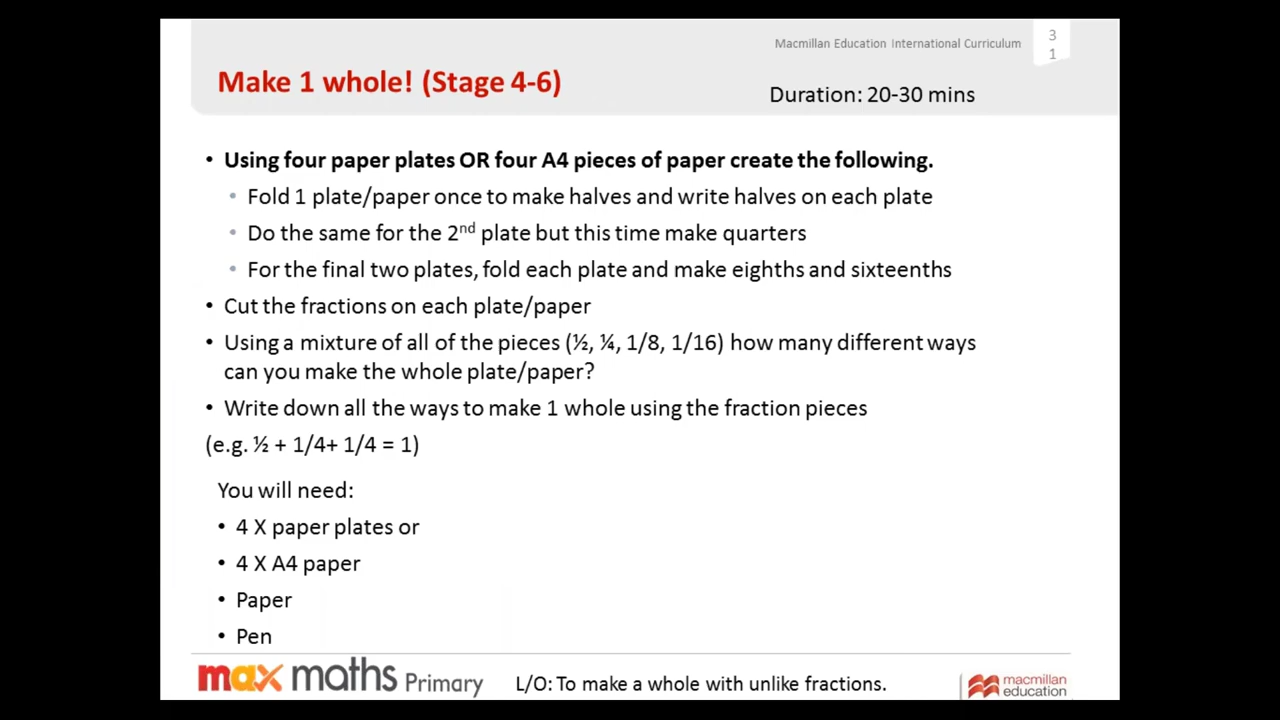 Macmillan Education International Curriculum
3
1
Make 1 whole! (Stage 4-6)
Duration: 20-30 mins
• Using four paper plates OR four A4 pieces of paper create the following.
• Fold 1 plate/paper once to make halves and write halves on each plate
• Do the same for the 2nd plate but this time make quarters
• For the final two plates, fold each plate and make eighths and sixteenths
• Cut the fractions on each plate/paper
• Using a mixture of all of the pieces (½, ¼, 1/8, 1/16) how many different ways
can you make the whole plate/paper?
• Write down all the ways to make 1 whole using the fraction pieces
(e.g. ½ + 1/4+ 1/4 = 1)
You will need:
• 4 X paper plates or
• 4 X A4 paper
• Paper
• Pen
max maths Primary
L/O: To make a whole with unlike fractions.
macmillan
education